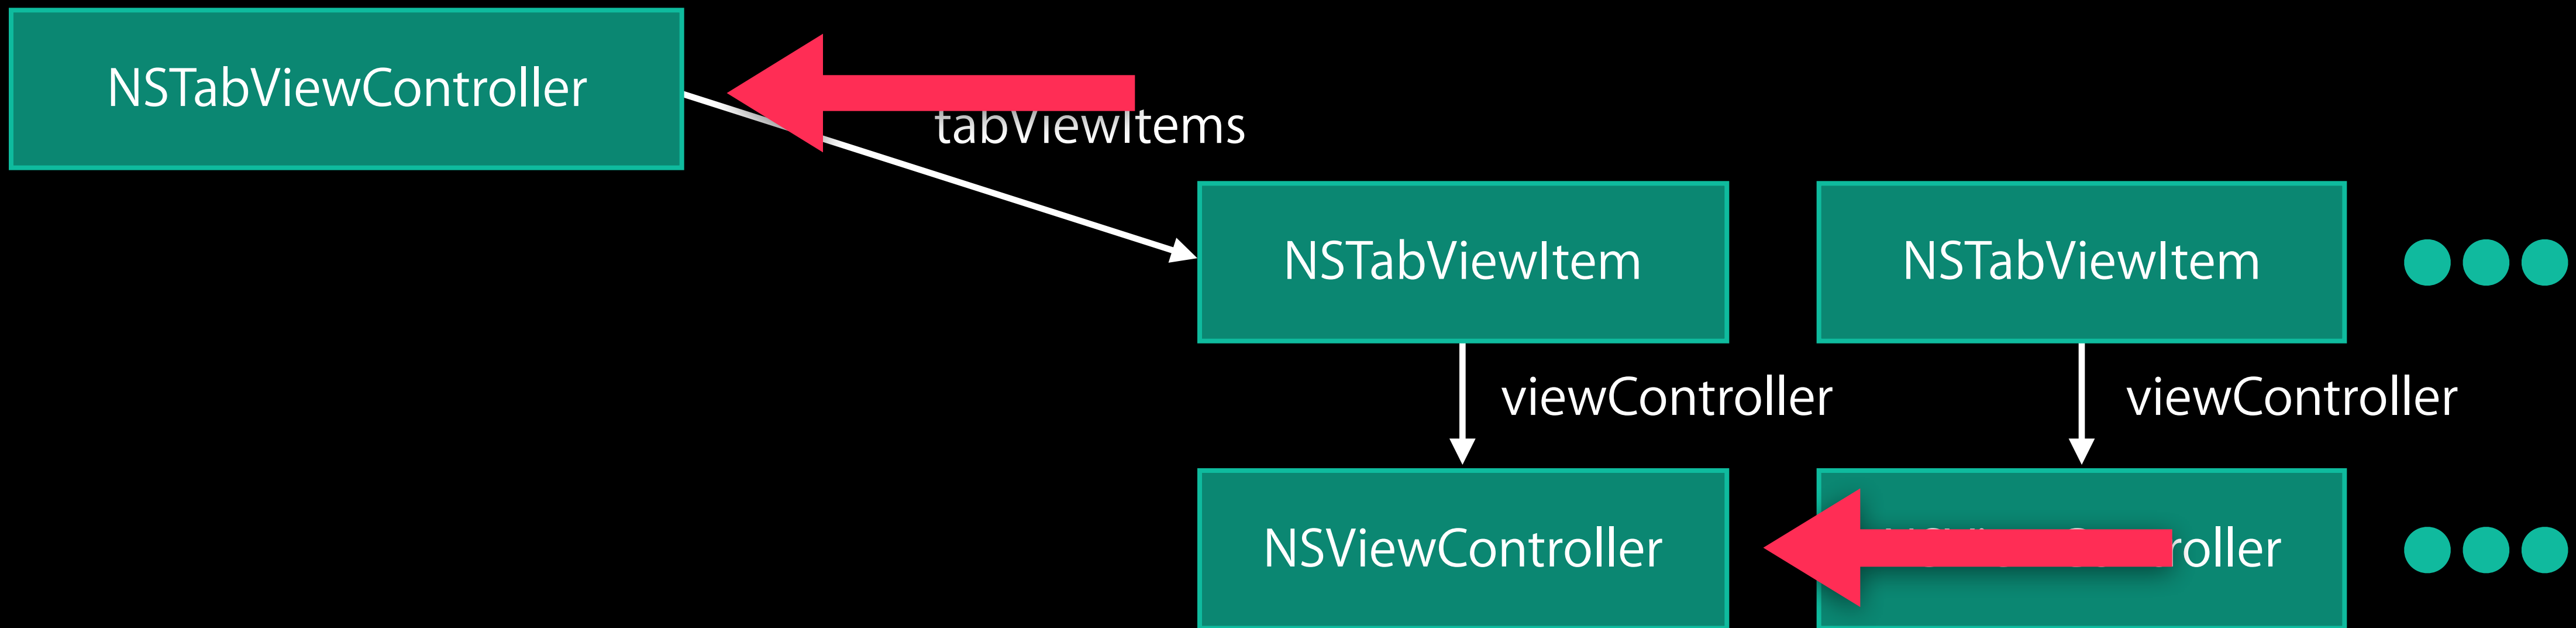 NSTabViewController
tabViewItems
NSTabViewItem
NSTabViewItem
viewController
viewController
NSViewController